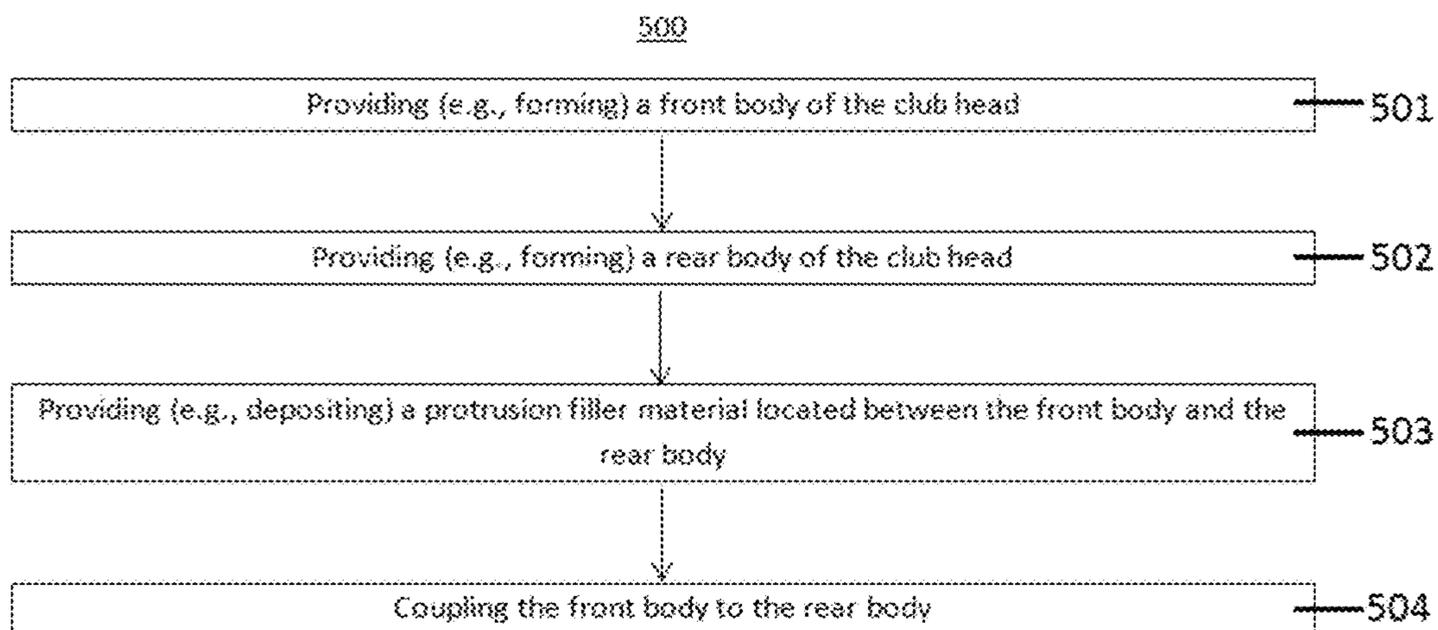 500
Providing (e.g., forming) a front body of the club head
501
Providing (e.g., forming) a rear body of the club head
502
Providing (e.g., depositing) a protrusion filler material located between the front body and the
rear body
503
Coupling the front body to the rear body
504